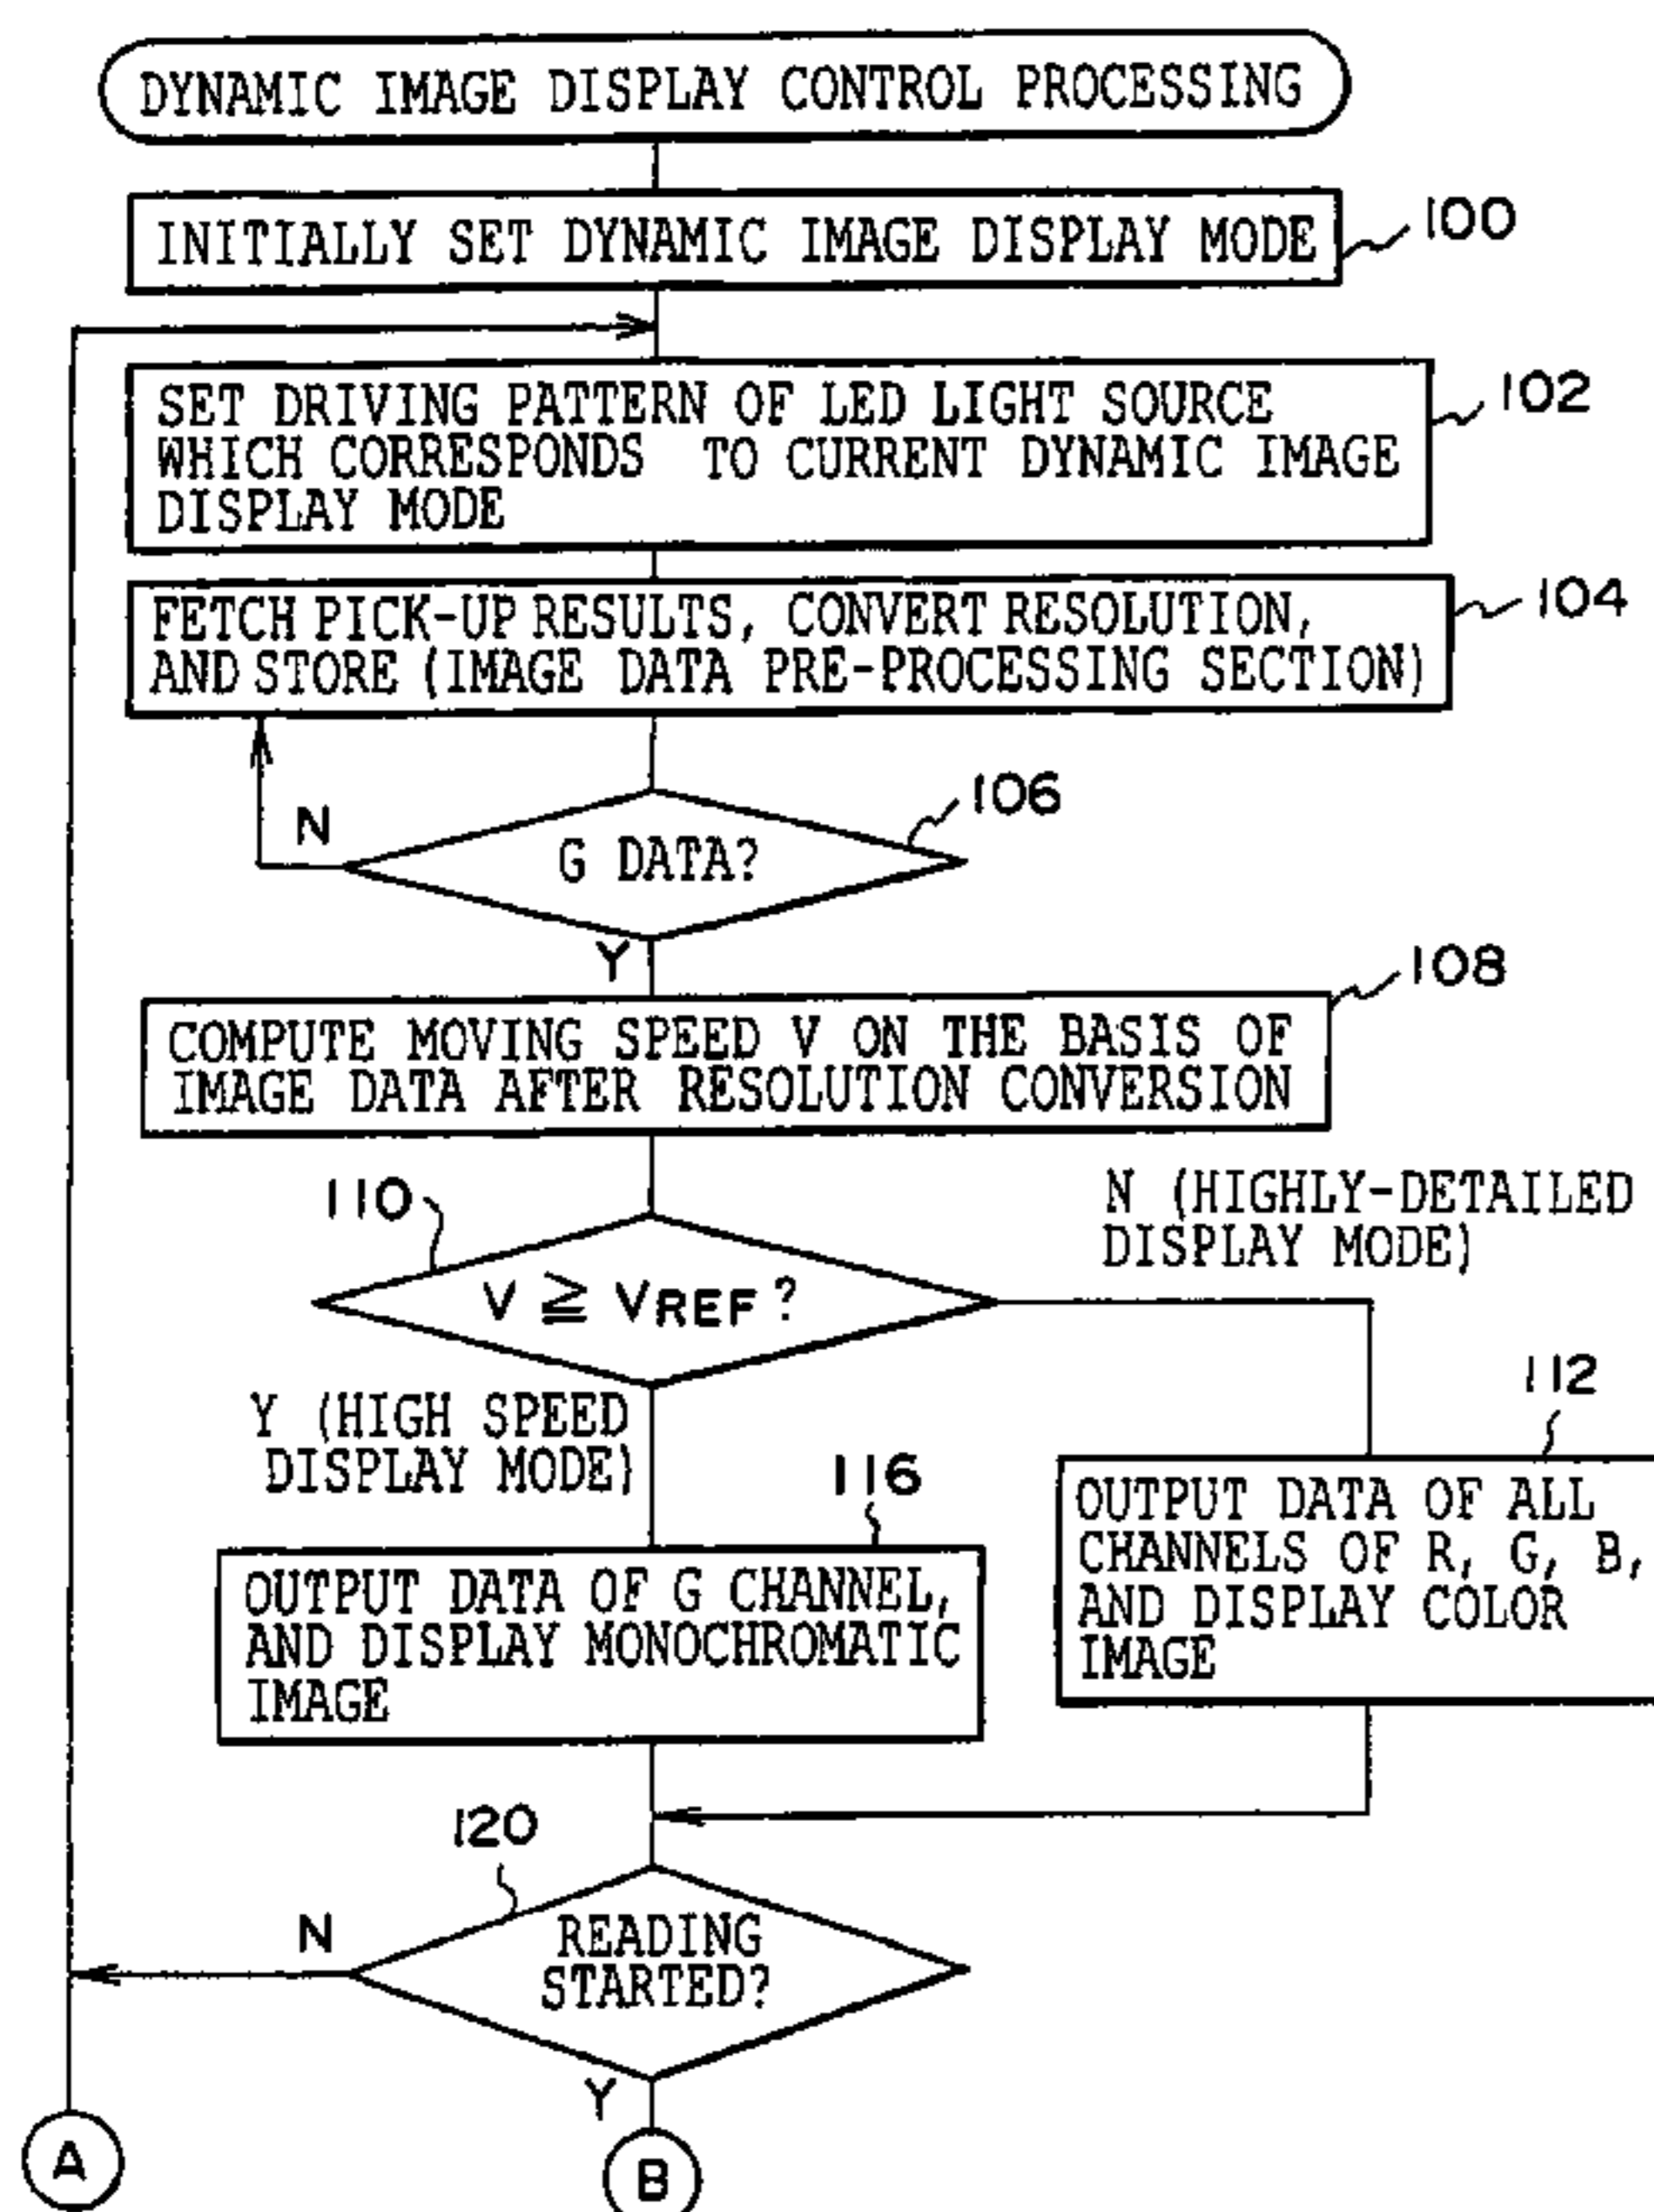 DYNAMIC IMAGE DISPLAY CONTROL PROCESSING
INITIALLY SET DYNAMIC IMAGE DISPLAY MODE
100
SET DRIVING PATTERN OF LED LIGHT SOURCE
WHICH CORRESPONDS TO CURRENT DYNAMIC IMAGE
DISPLAY MODE
102
FETCH PICK-UP RESULTS, CONVERT RESOLUTION,
AND STORE (IMAGE DATA PRE-PROCESSING SECTION)
104
106
N
G DATA?
Y
108
COMPUTE MOVING SPEED V ON THE BASIS OF
IMAGE DATA AFTER RESOLUTION CONVERSION
110
N (HIGHLY-DETAILED
DISPLAY MODE)
V ≧ VREF ?
Y (HIGH SPEED
DISPLAY MODE)
116
112
OUTPUT DATA OF ALL
CHANNELS OF R, G, B,
AND DISPLAY COLOR
IMAGE
OUTPUT DATA OF G CHANNEL,
AND DISPLAY MONOCHROMATIC
IMAGE
120
N
READING
STARTED?
Y
A
B